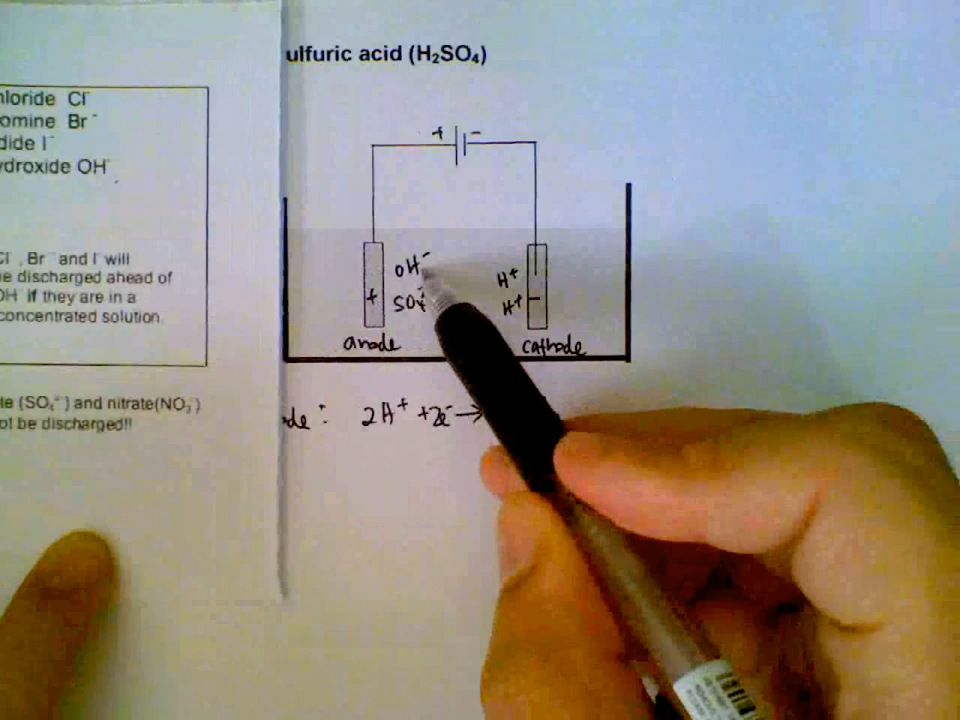 ulfuric acid (H₂SO₄)
hloride Cl⁻
omine Br⁻
dide I⁻
ydroxide OH⁻
Cl⁻, Br⁻ and I⁻ will
e discharged ahead of
OH⁻ if they are in a
concentrated solution.
te (SO₄²⁻) and nitrate(NO₃⁻)
ot be discharged!!
+ −
OH⁻
H⁺
+ SO₄²⁻
H⁺ −
anode cathode
de: 2H⁺ + 2e⁻ →